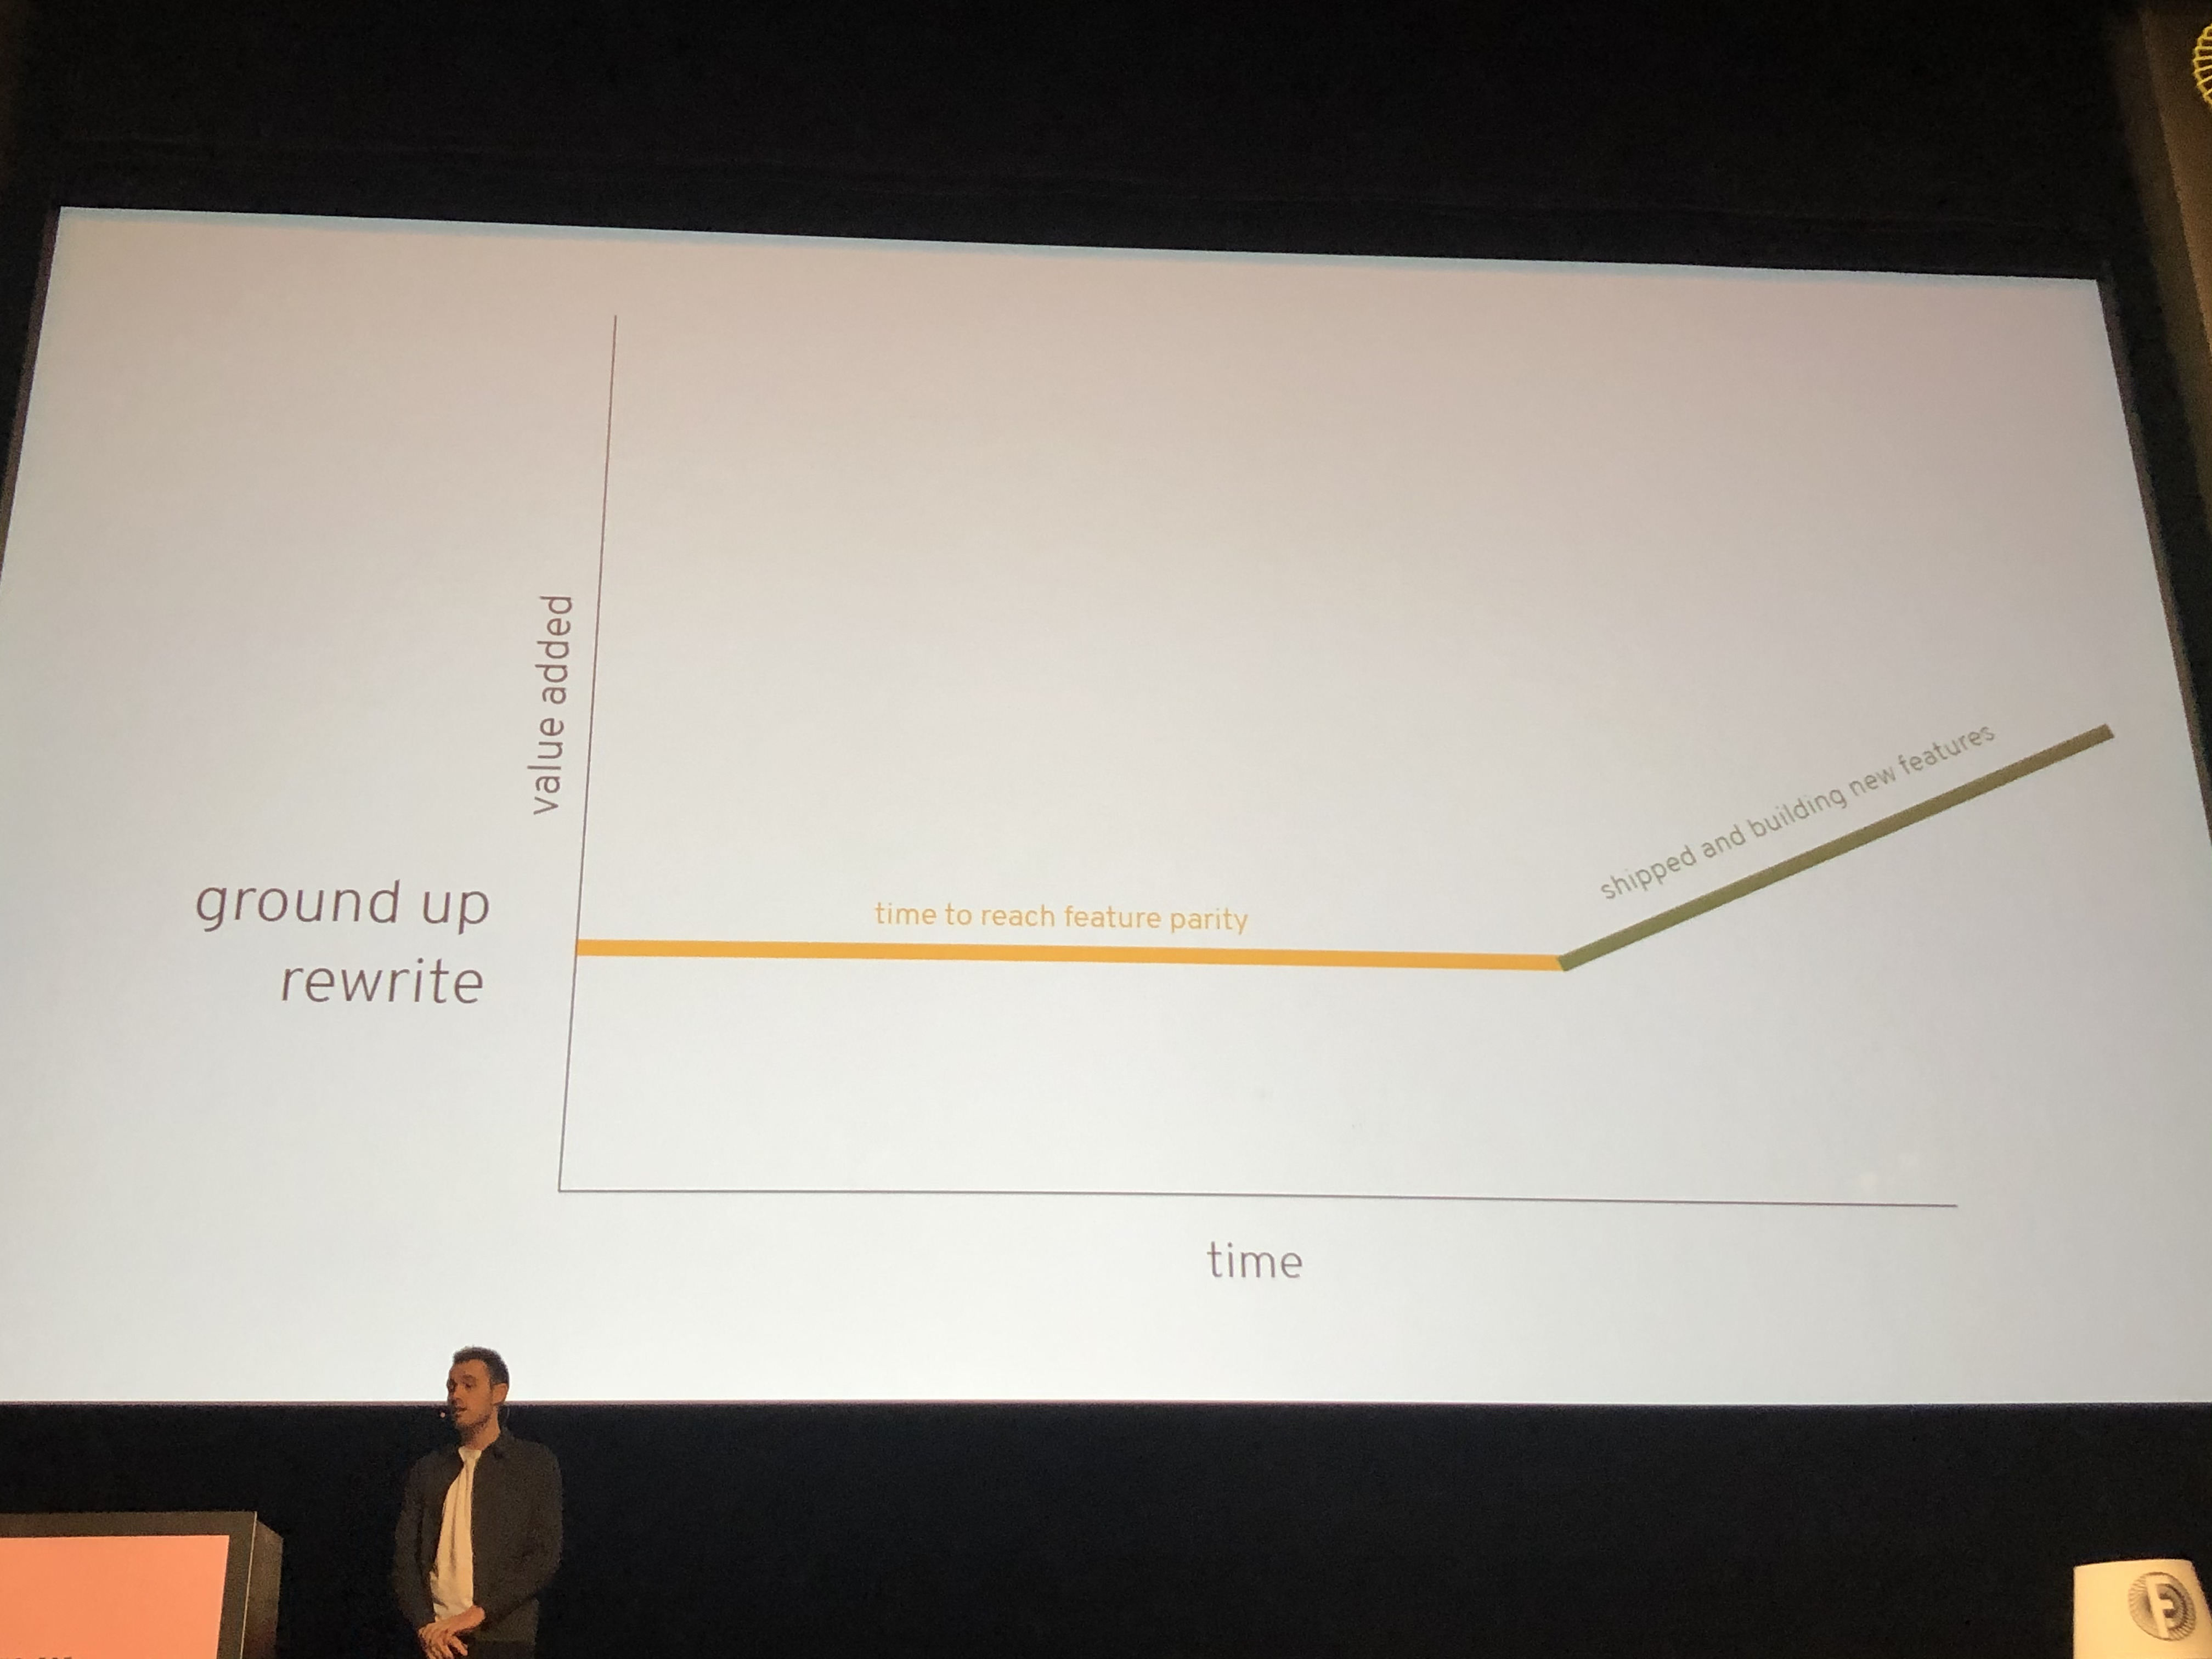 value added
ground up
rewrite
time to reach feature parity
shipped and building new features
time